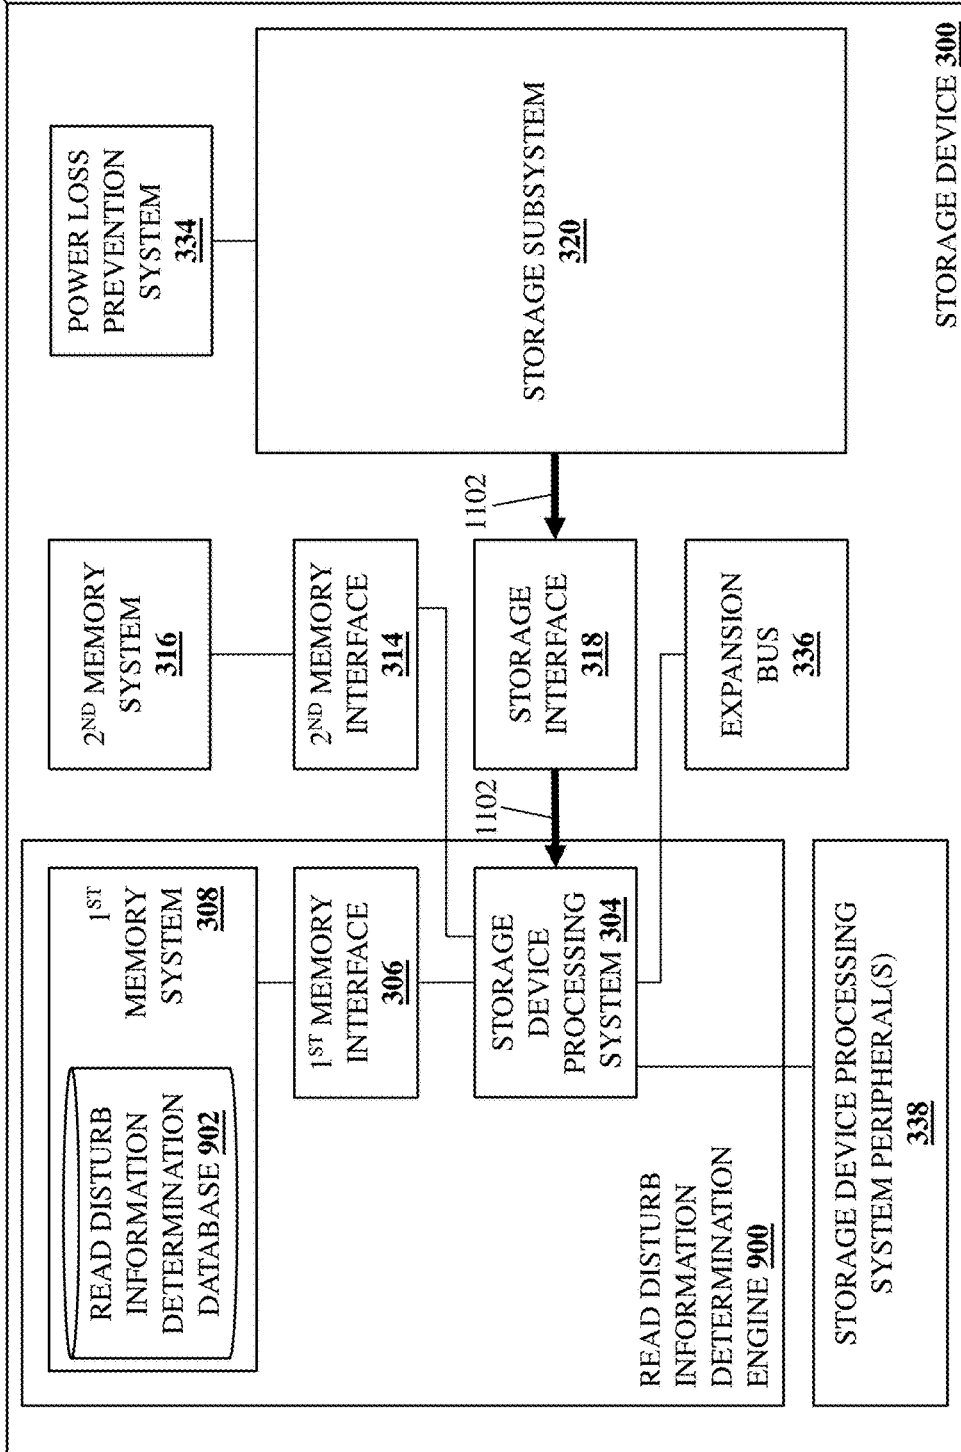 READ DISTURB
INFORMATION
DETERMINATION
DATABASE 902
1ST
MEMORY
SYSTEM
308
1ST MEMORY
INTERFACE
306
STORAGE
DEVICE
PROCESSING
SYSTEM 304
READ DISTURB
INFORMATION
DETERMINATION
ENGINE 900
STORAGE DEVICE PROCESSING
SYSTEM PERIPHERAL(S)
338
2ND MEMORY
SYSTEM
316
2ND MEMORY
INTERFACE
314
1102
STORAGE
INTERFACE
318
1102
EXPANSION
BUS
336
POWER LOSS
PREVENTION
SYSTEM
334
STORAGE SUBSYSTEM
320
STORAGE DEVICE 300